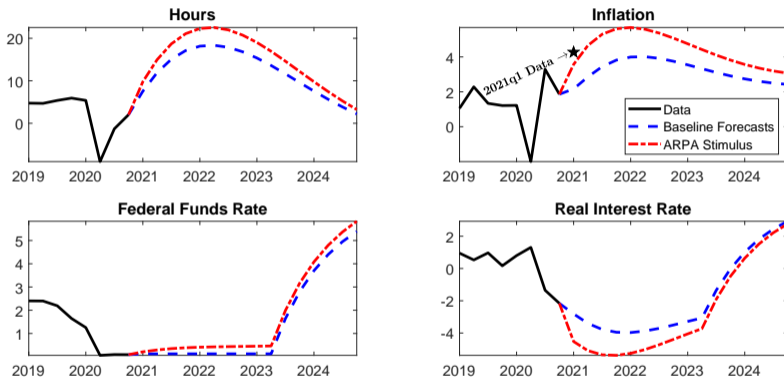 Hours
20
10
0
2019 2020 2021 2022 2023 2024
Inflation
4
2
0
2021q1 Data →★
Data
Baseline Forecasts
ARPA Stimulus
2019 2020 2021 2022 2023 2024
Federal Funds Rate
5
4
3
2
1
2019 2020 2021 2022 2023 2024
Real Interest Rate
2
0
-2
-4
2019 2020 2021 2022 2023 2024